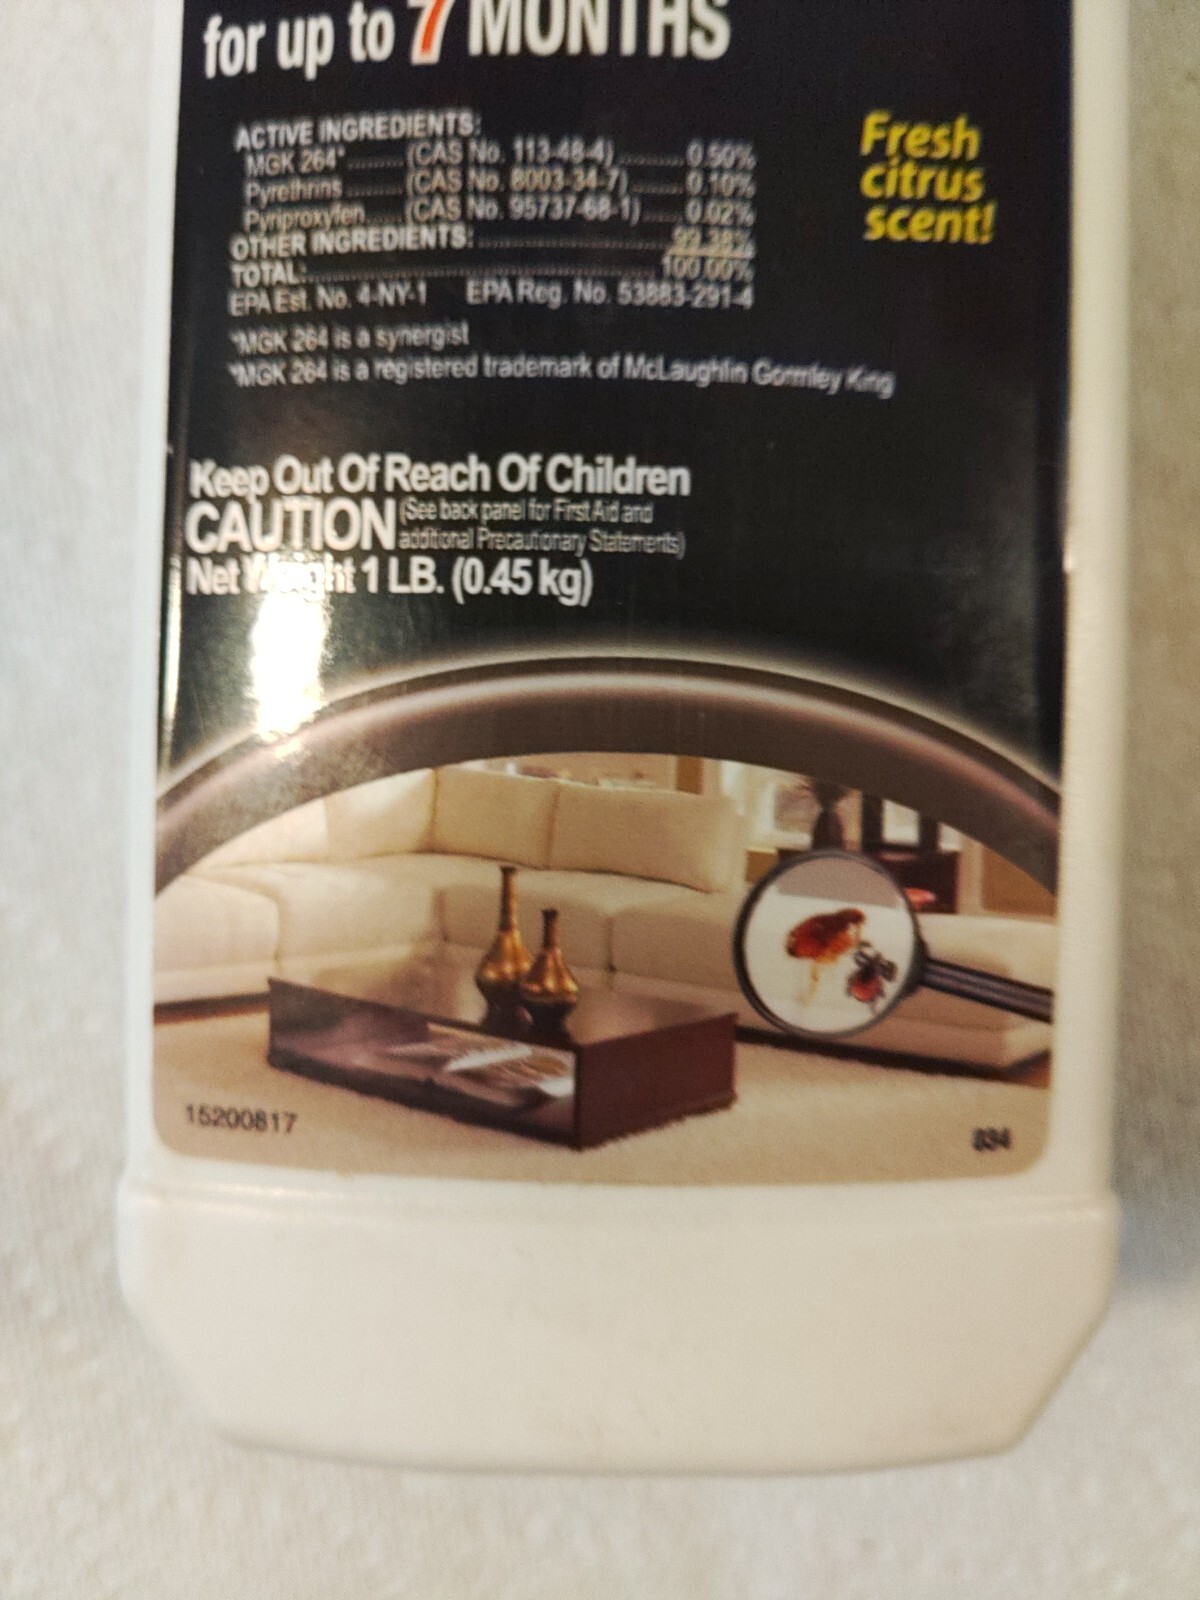 for up to 7 MONTHS
ACTIVE INGREDIENTS:
MGK 264*.........(CAS No. 113-48-4)..........0.50%
Pyrethrins.........(CAS No. 8003-34-7)........0.10%
Pyriproxyfen......(CAS No. 95737-68-1)......0.02%
OTHER INGREDIENTS:..............................99.38%
TOTAL:......................................................100.00%
EPA Est. No. 4-NY-1 EPA Reg. No. 53883-291-4
*MGK 264 is a synergist
*MGK 264 is a registered trademark of McLaughlin Gormley King
Fresh
citrus
scent!
Keep Out Of Reach Of Children
CAUTION (See back panel for First Aid and
additional Precautionary Statements)
Net Weight 1 LB. (0.45 kg)
15200817